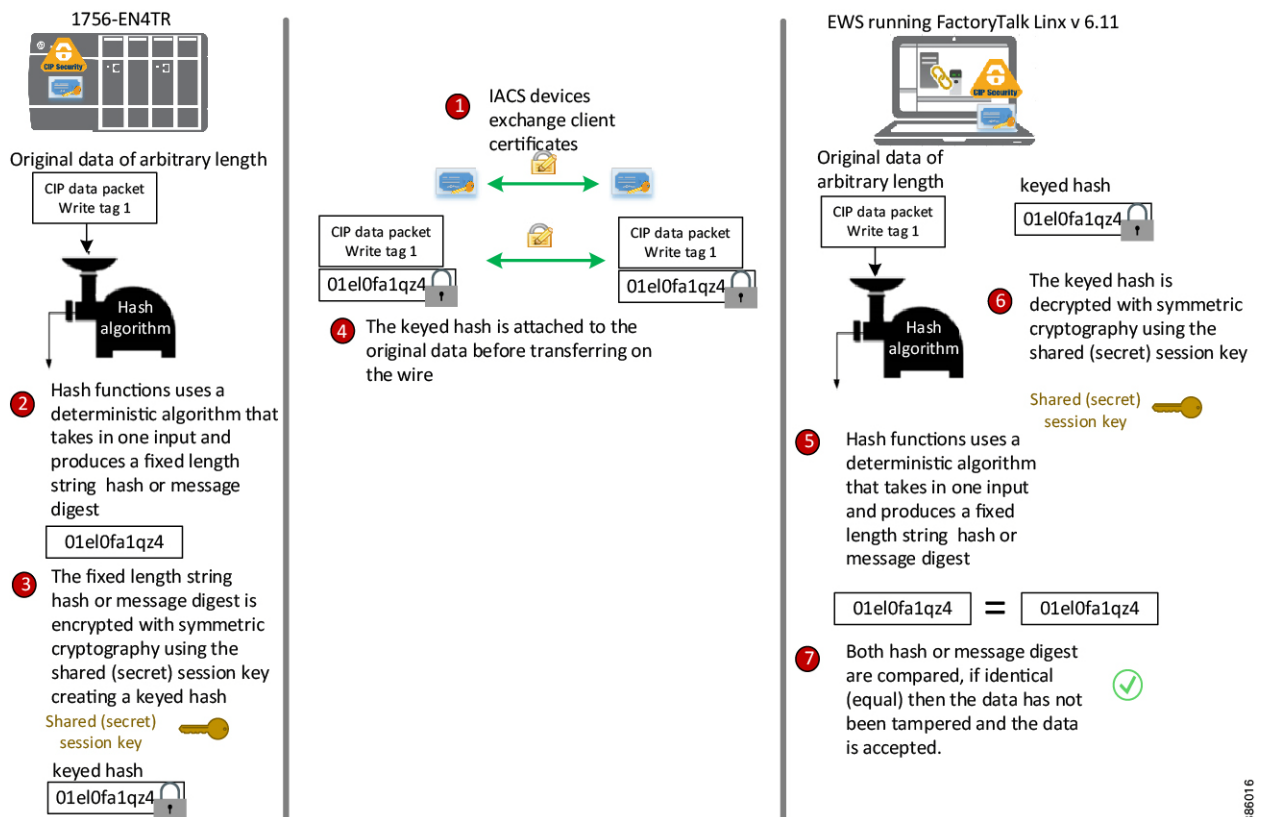 1756-EN4TR
CIP Security
Original data of arbitrary length
CIP data packet
Write tag 1
Hash
algorithm
2
Hash functions uses a
deterministic algorithm that
takes in one input and
produces a fixed length
string hash or message
digest
01el0fa1qz4
3
The fixed length string
hash or message digest is
encrypted with symmetric
cryptography using the
shared (secret) session key
creating a keyed hash
Shared (secret)
session key
keyed hash
01el0fa1qz4
1
IACS devices
exchange client
certificates
CIP data packet
Write tag 1
01el0fa1qz4
CIP data packet
Write tag 1
01el0fa1qz4
4
The keyed hash is attached to the
original data before transferring on
the wire
EWS running FactoryTalk Linx v 6.11
CIP Security
Original data of
arbitrary length
CIP data packet
Write tag 1
Hash
algorithm
keyed hash
01el0fa1qz4
6
The keyed hash is
decrypted with symmetric
cryptography using the
shared (secret) session key
Shared (secret)
session key
5
Hash functions uses a
deterministic algorithm
that takes in one input
and produces a fixed
length string hash or
message digest
01el0fa1qz4 = 01el0fa1qz4
7
Both hash or message digest
are compared, if identical
(equal) then the data has not
been tampered and the data
is accepted.